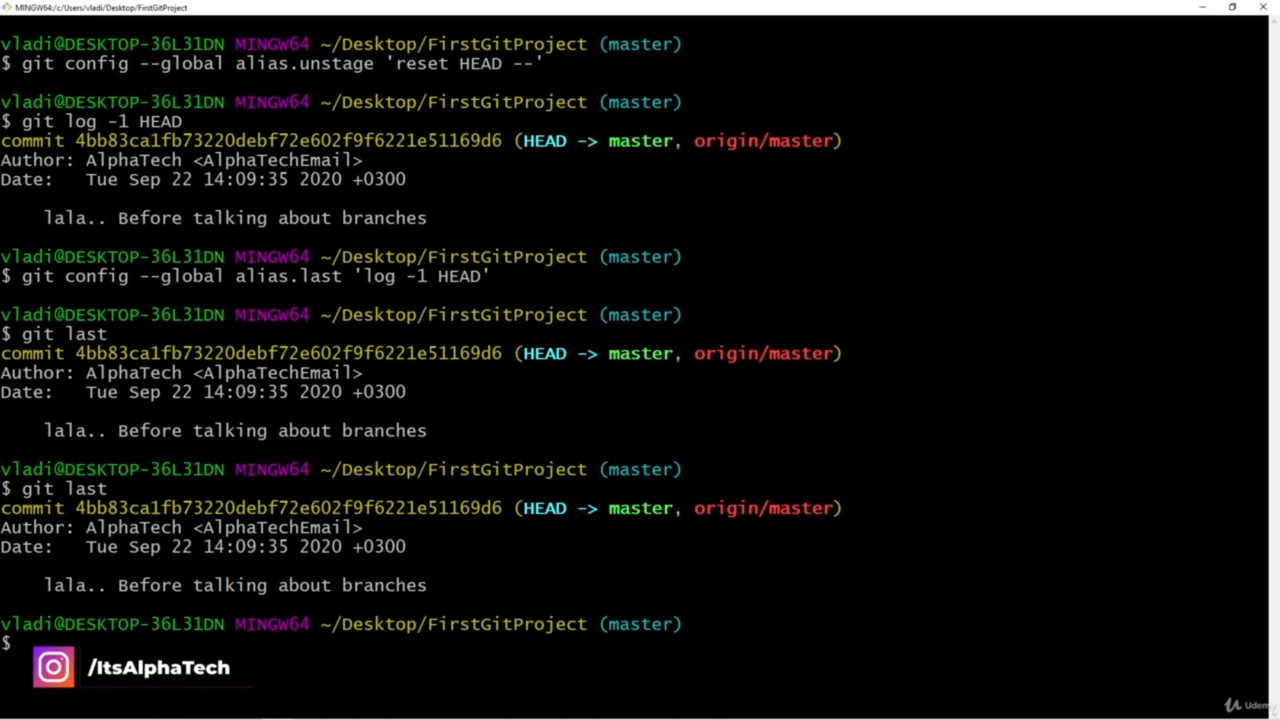 MINGW64:/c/Users/vladi/Desktop/FirstGitProject
vladi@DESKTOP-36L31DN MINGW64 ~/Desktop/FirstGitProject (master)
$ git config --global alias.unstage 'reset HEAD --'
vladi@DESKTOP-36L31DN MINGW64 ~/Desktop/FirstGitProject (master)
$ git log -1 HEAD
commit 4bb83ca1fb73220debf72e602f9f6221e51169d6 (HEAD -> master, origin/master)
Author: AlphaTech <AlphaTechEmail>
Date:   Tue Sep 22 14:09:35 2020 +0300
    lala.. Before talking about branches
vladi@DESKTOP-36L31DN MINGW64 ~/Desktop/FirstGitProject (master)
$ git config --global alias.last 'log -1 HEAD'
vladi@DESKTOP-36L31DN MINGW64 ~/Desktop/FirstGitProject (master)
$ git last
commit 4bb83ca1fb73220debf72e602f9f6221e51169d6 (HEAD -> master, origin/master)
Author: AlphaTech <AlphaTechEmail>
Date:   Tue Sep 22 14:09:35 2020 +0300
    lala.. Before talking about branches
vladi@DESKTOP-36L31DN MINGW64 ~/Desktop/FirstGitProject (master)
$ git last
commit 4bb83ca1fb73220debf72e602f9f6221e51169d6 (HEAD -> master, origin/master)
Author: AlphaTech <AlphaTechEmail>
Date:   Tue Sep 22 14:09:35 2020 +0300
    lala.. Before talking about branches
vladi@DESKTOP-36L31DN MINGW64 ~/Desktop/FirstGitProject (master)
$
/ItsAlphaTech
Udemy